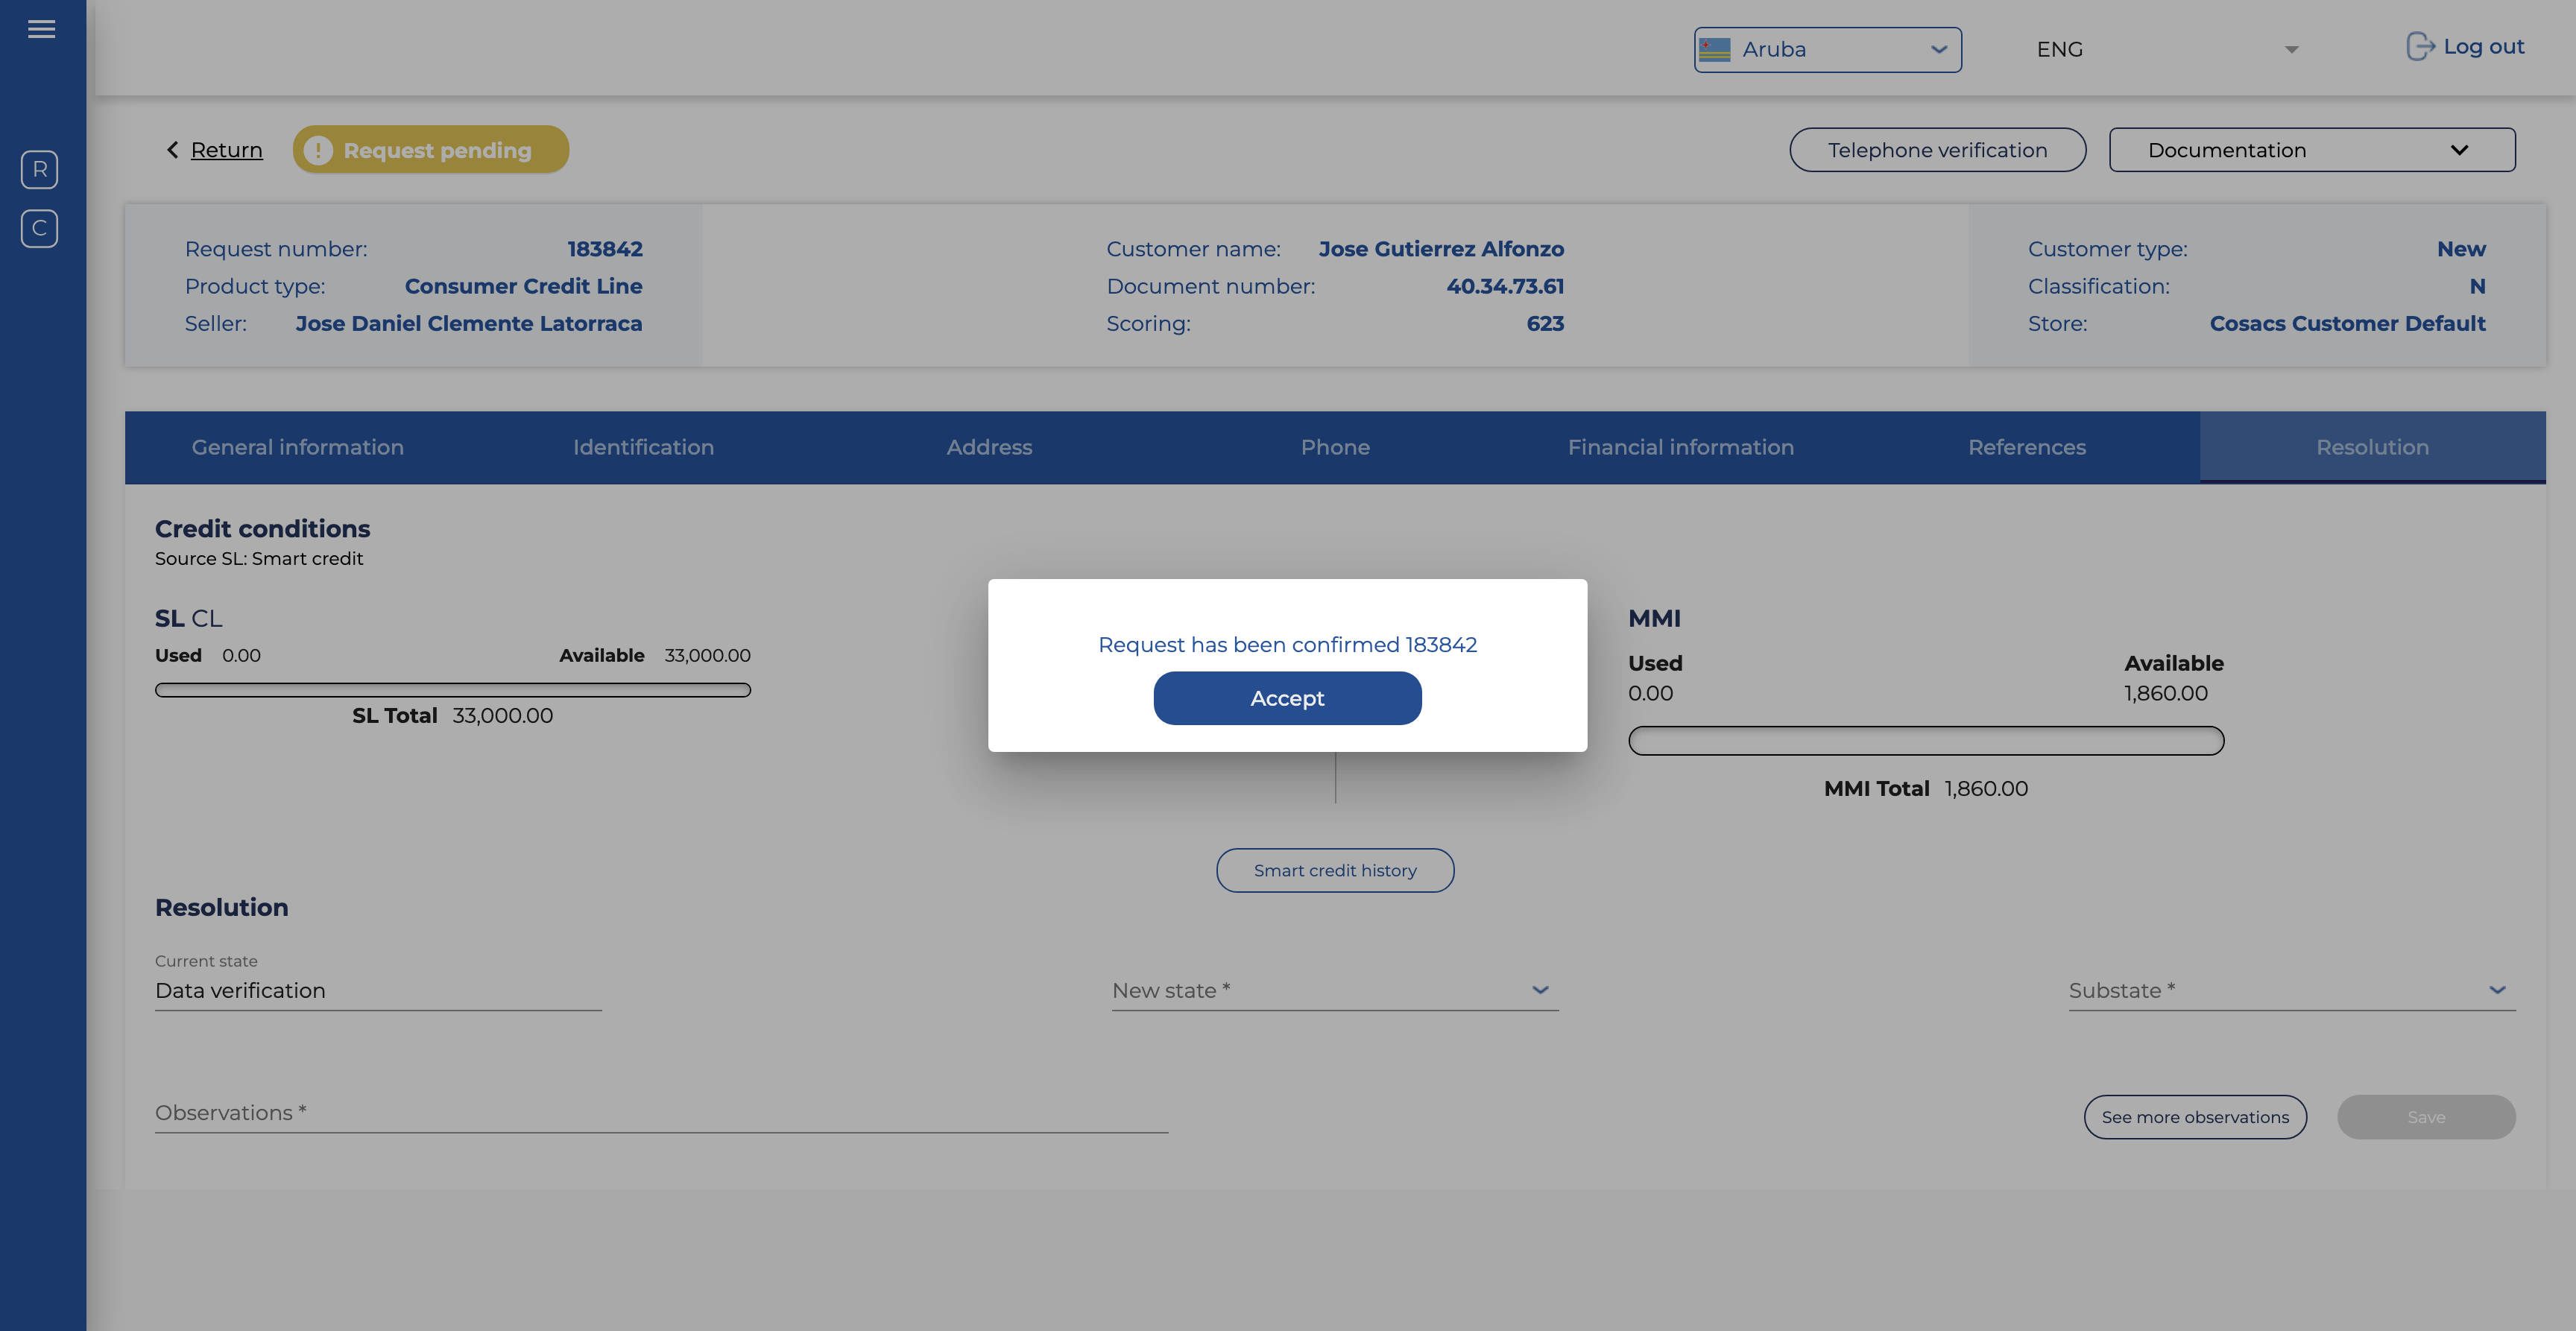 Aruba
ENG
Log out
R
C
Return
! Request pending
Telephone verification
Documentation
Request number: 183842
Product type: Consumer Credit Line
Seller: Jose Daniel Clemente Latorraca
Customer name: Jose Gutierrez Alfonzo
Document number: 40.34.73.61
Scoring: 623
Customer type: New
Classification: N
Store: Cosacs Customer Default
General information
Identification
Address
Phone
Financial information
References
Resolution
Credit conditions
Source SL: Smart credit
SL CL
Used 0.00 Available 33,000.00
SL Total 33,000.00
Request has been confirmed 183842
Accept
MMI
Used Available
0.00 1,860.00
MMI Total 1,860.00
Smart credit history
Resolution
Current state
Data verification
New state *
Substate *
Observations *
See more observations
Save